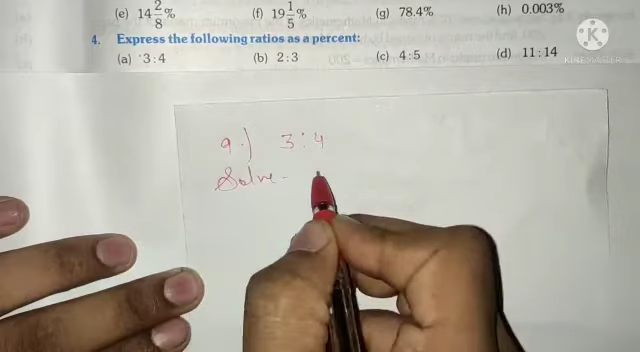 (e) 14 2/8 % (f) 19 1/5 % (g) 78.4% (h) 0.003%
4. Express the following ratios as a percent:
(a) 3:4 (b) 2:3 (c) 4:5 (d) 11:14
KINEMASTER
a.) 3:4
Solve-